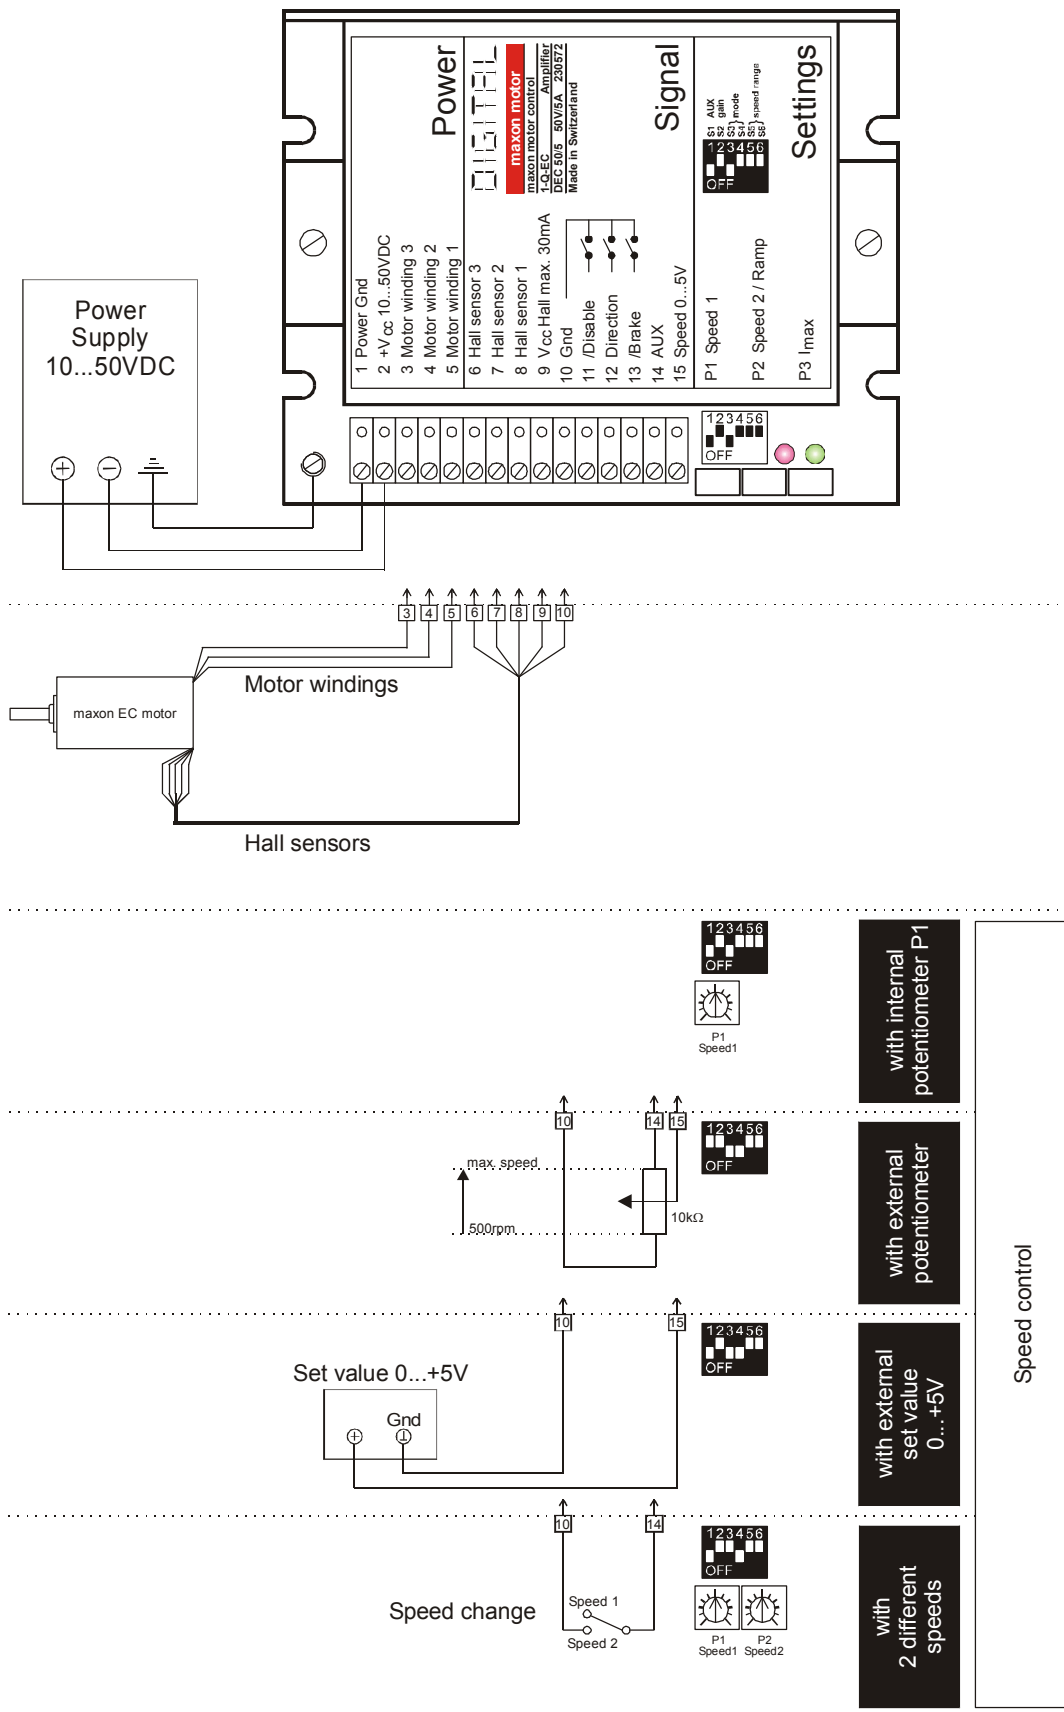 Power
maxon motor
maxon motor control
1-Q-EC Amplifier
DEC 50/5 50V/5A 230572
Made in Switzerland
Signal
S1 AUX
S2 gain
S3} mode
S4}
S5} speed range
S6}
123456
OFF
Settings
1 Power Gnd
2 +Vcc 10...50VDC
3 Motor winding 3
4 Motor winding 2
5 Motor winding 1
6 Hall sensor 3
7 Hall sensor 2
8 Hall sensor 1
9 Vcc Hall max. 30mA
10 Gnd
11 /Disable
12 Direction
13 /Brake
14 AUX
15 Speed 0...5V
P1 Speed 1
P2 Speed 2 / Ramp
P3 Imax
Power
Supply
10...50VDC
123456
OFF
3 4 5 6 7 8 9 10
Motor windings
maxon EC motor
Hall sensors
123456
OFF
P1
Speed1
with internal
potentiometer P1
10 14 15
123456
OFF
max. speed
500rpm
10kΩ
with external
potentiometer
10 15
123456
OFF
Set value 0...+5V
Gnd
with external
set value
0...+5V
10 14
123456
OFF
Speed change
Speed 1
Speed 2
P1
Speed1
P2
Speed2
with
2 different
speeds
Speed control